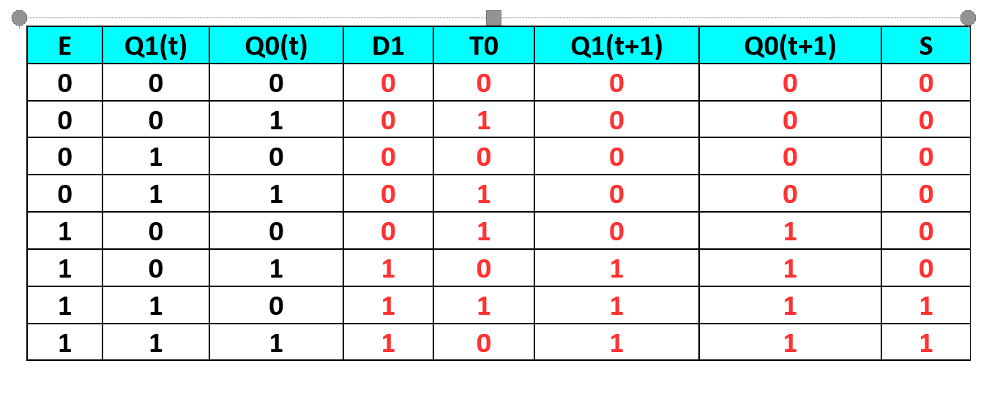 E Q1(t) Q0(t) D1 T0 Q1(t+1) Q0(t+1) S
0 0 0 0 0 0 0 0
0 0 1 0 1 0 0 0
0 1 0 0 0 0 0 0
0 1 1 0 1 0 0 0
1 0 0 0 1 0 1 0
1 0 1 1 0 1 1 0
1 1 0 1 1 1 1 1
1 1 1 1 0 1 1 1